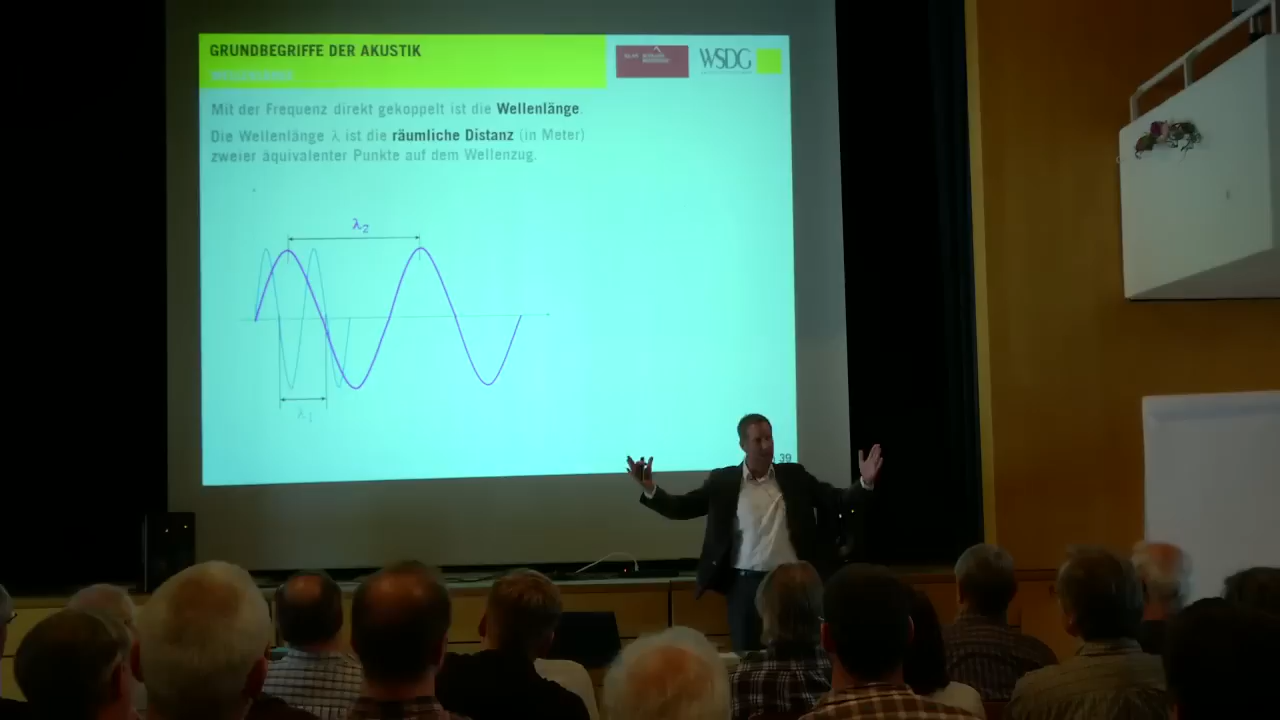 GRUNDBEGRIFFE DER AKUSTIK
WELLENLÄNGE
WSDG
Mit der Frequenz direkt gekoppelt ist die Wellenlänge.
Die Wellenlänge λ ist die räumliche Distanz (in Meter)
zweier äquivalenter Punkte auf dem Wellenzug.
λ₂
λ₁
39